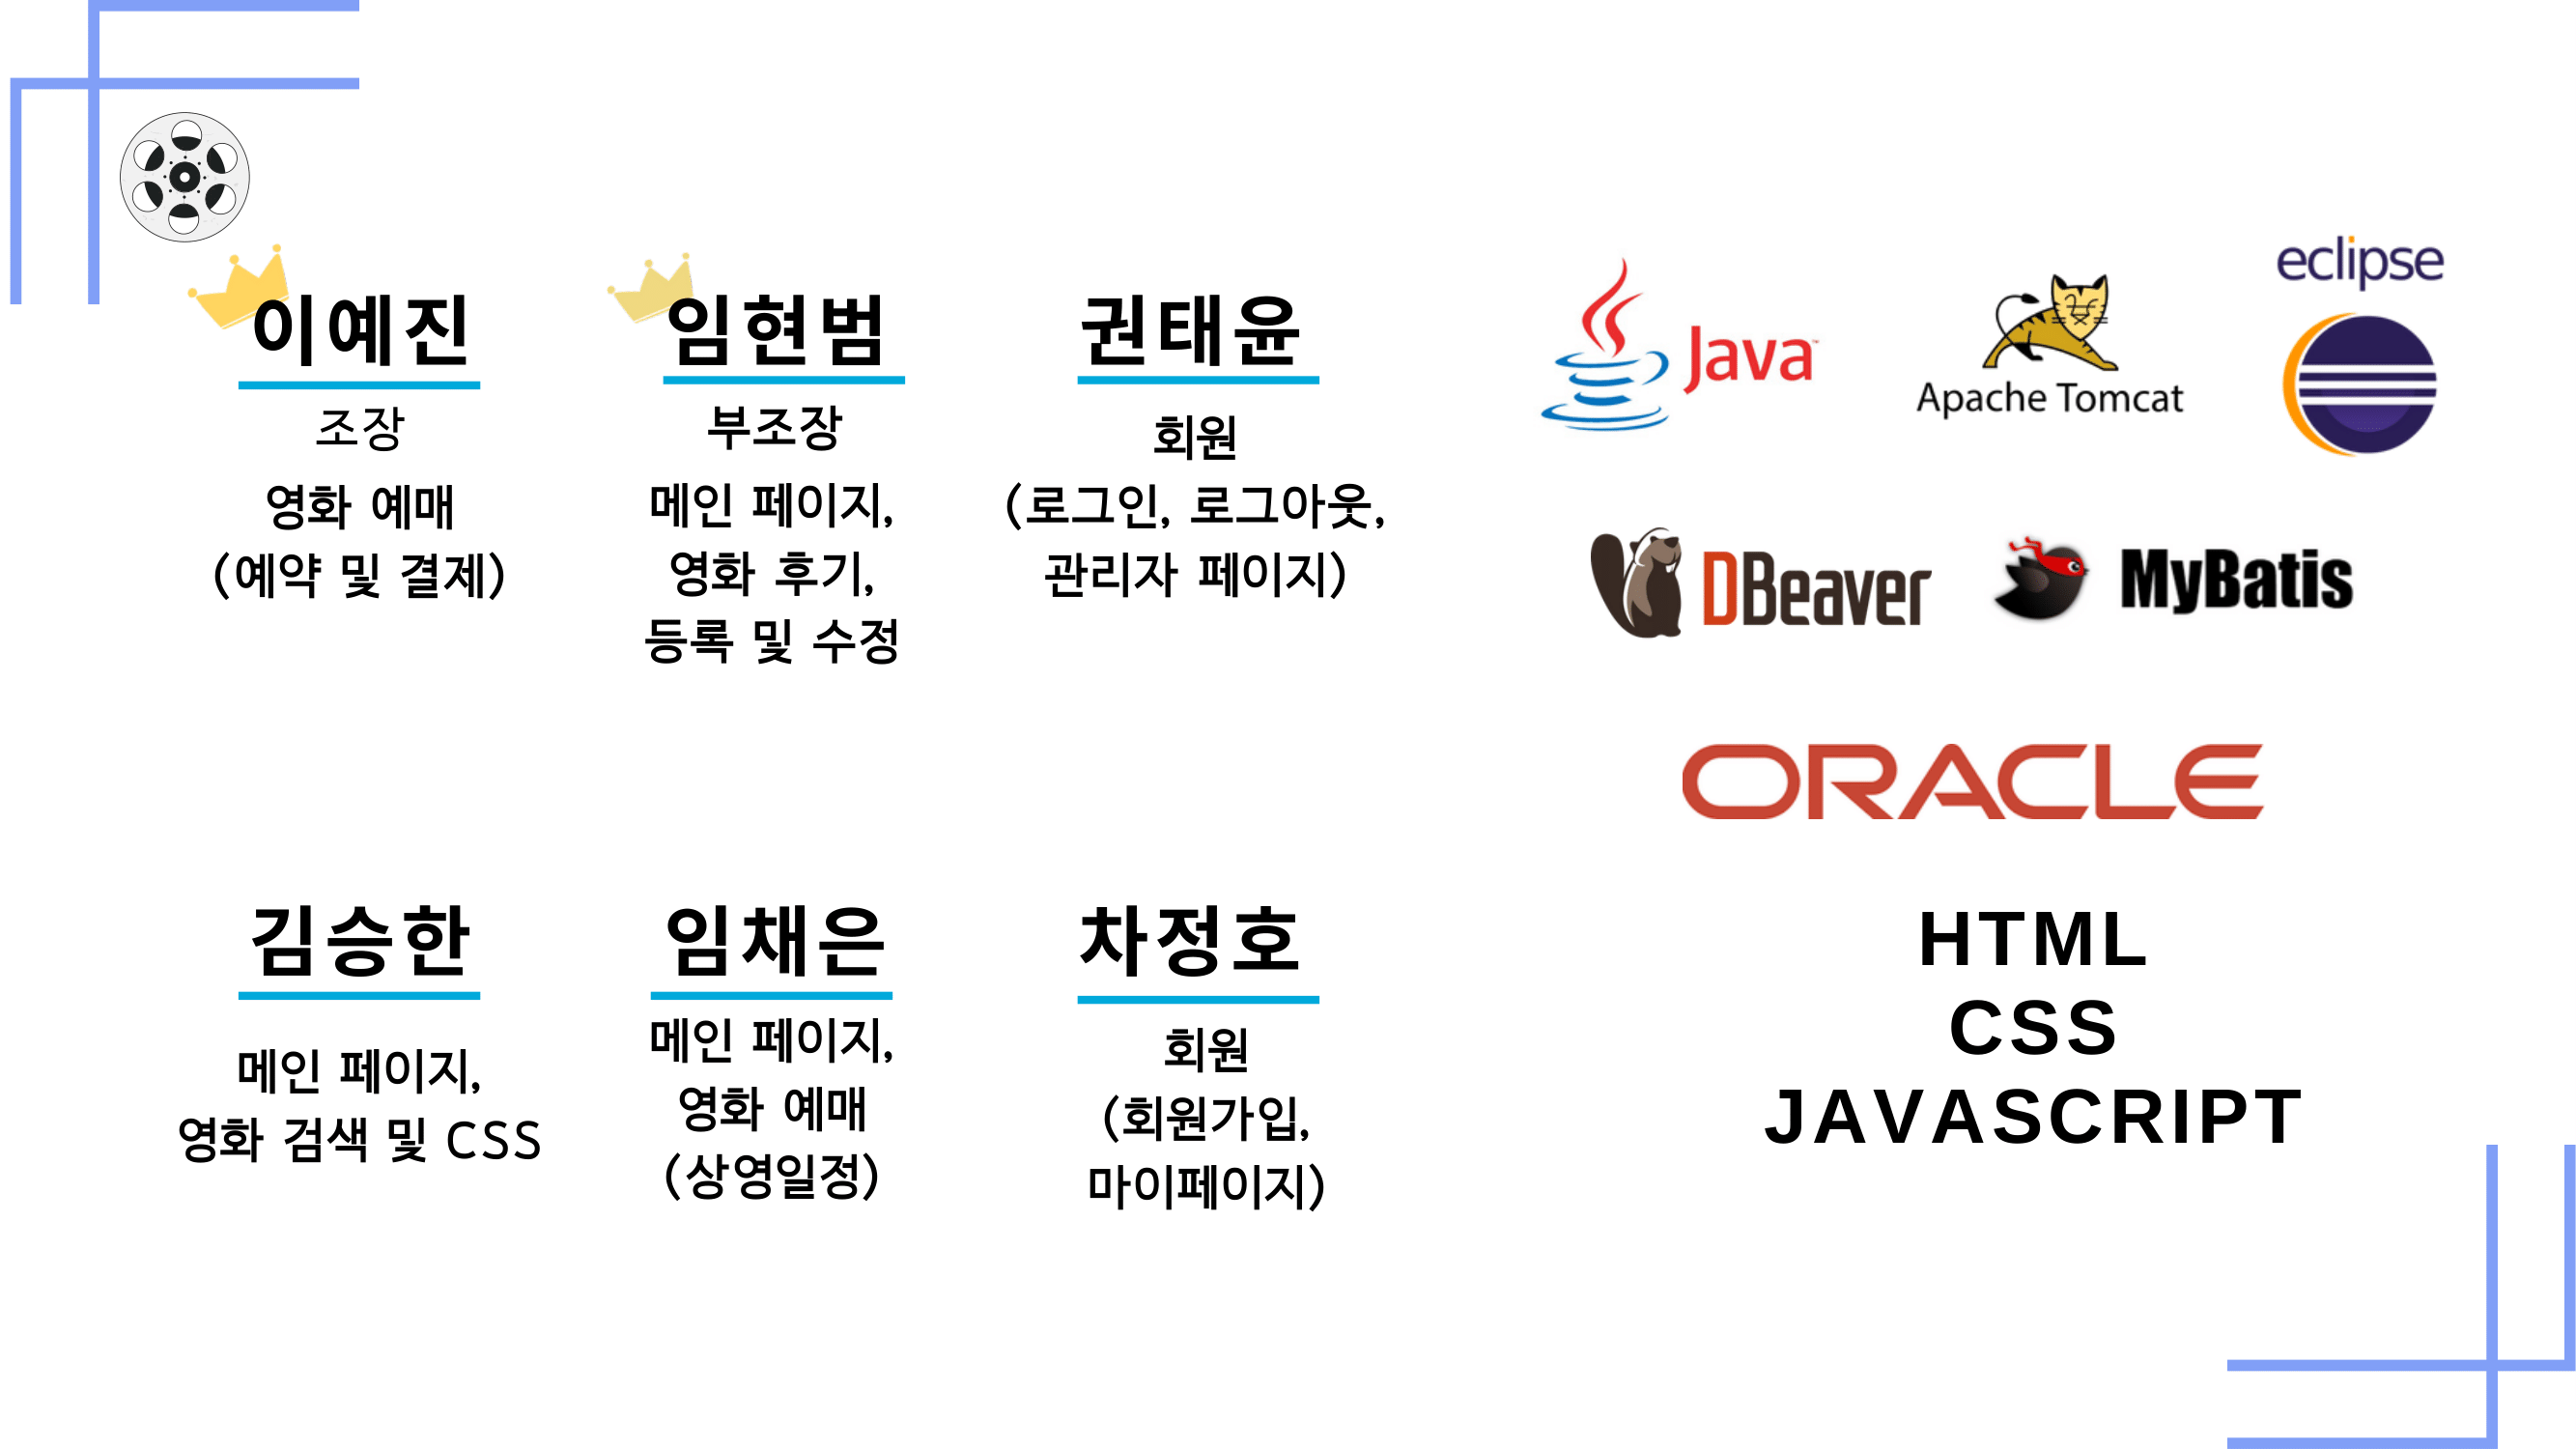 이예진
조장
영화 예매
(예약 및 결제)
임현범
부조장
메인 페이지,
영화 후기,
등록 및 수정
권태윤
회원
(로그인, 로그아웃,
관리자 페이지)
김승한
메인 페이지,
영화 검색 및 CSS
임채은
메인 페이지,
영화 예매
(상영일정)
차정호
회원
(회원가입,
마이페이지)
Java™
Apache Tomcat
eclipse
DBeaver
MyBatis
ORACLE
HTML
CSS
JAVASCRIPT